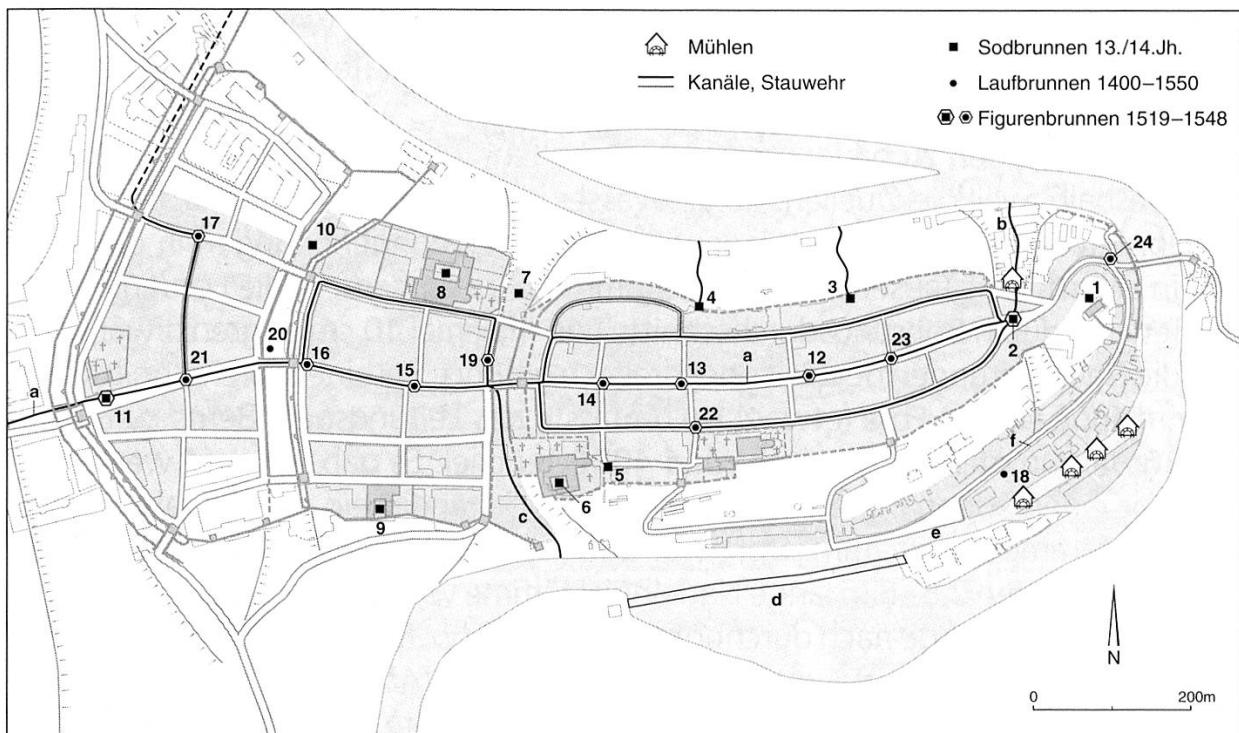 Mühlen
Kanäle, Stauwehr
Sodbrunnen 13./14.Jh.
Laufbrunnen 1400–1550
Figurenbrunnen 1519–1548
17
10
8
7
4
3
b
24
1
2
20
16
15
19
14
13
a
12
23
21
a
11
22
5
6
9
c
f
18
e
d
N
0
200m